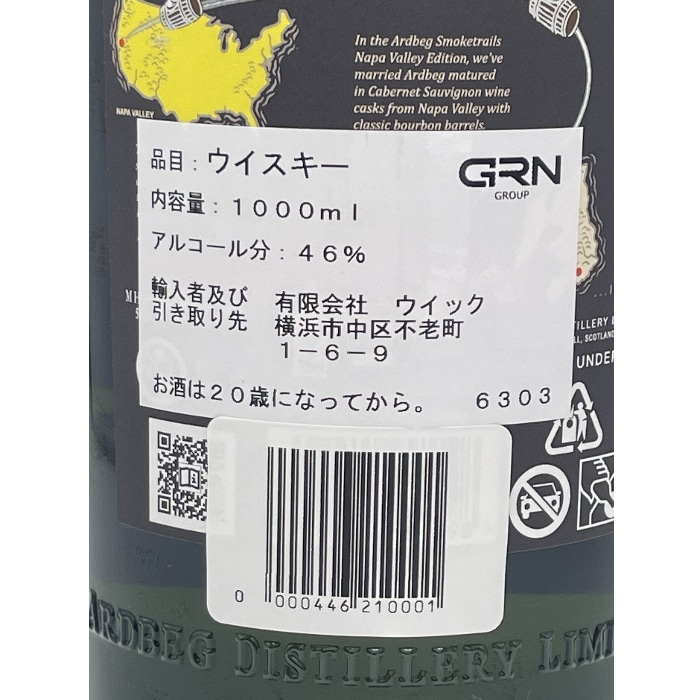 In the Ardbeg Smoketrails
Napa Valley Edition, we've
married Ardbeg matured
in Cabernet Sauvignon wine
casks from Napa Valley with
classic bourbon barrels.
NAPA VALLEY
品目：ウイスキー
GRN
GROUP
内容量：１０００ｍｌ
アルコール分：４６％
輸入者及び
引き取り先
有限会社　ウイック
横浜市中区不老町
１－６－９
お酒は２０歳になってから。
６３０３
TILLERY
SCOTLAND
UNDER
0 000446 210001
ARDBEG DISTILLERY LIMI